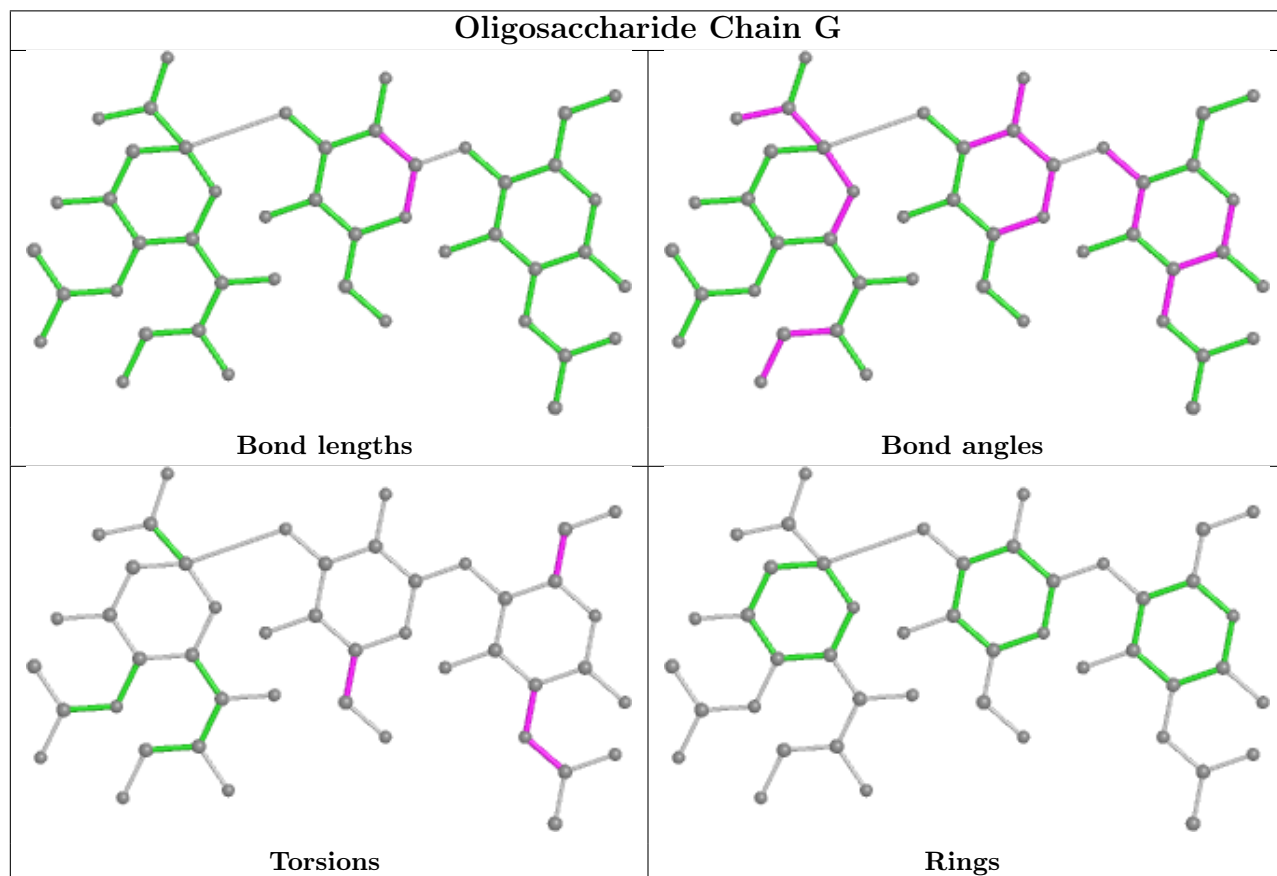 Oligosaccharide Chain G
Bond lengths
Bond angles
Torsions
Rings